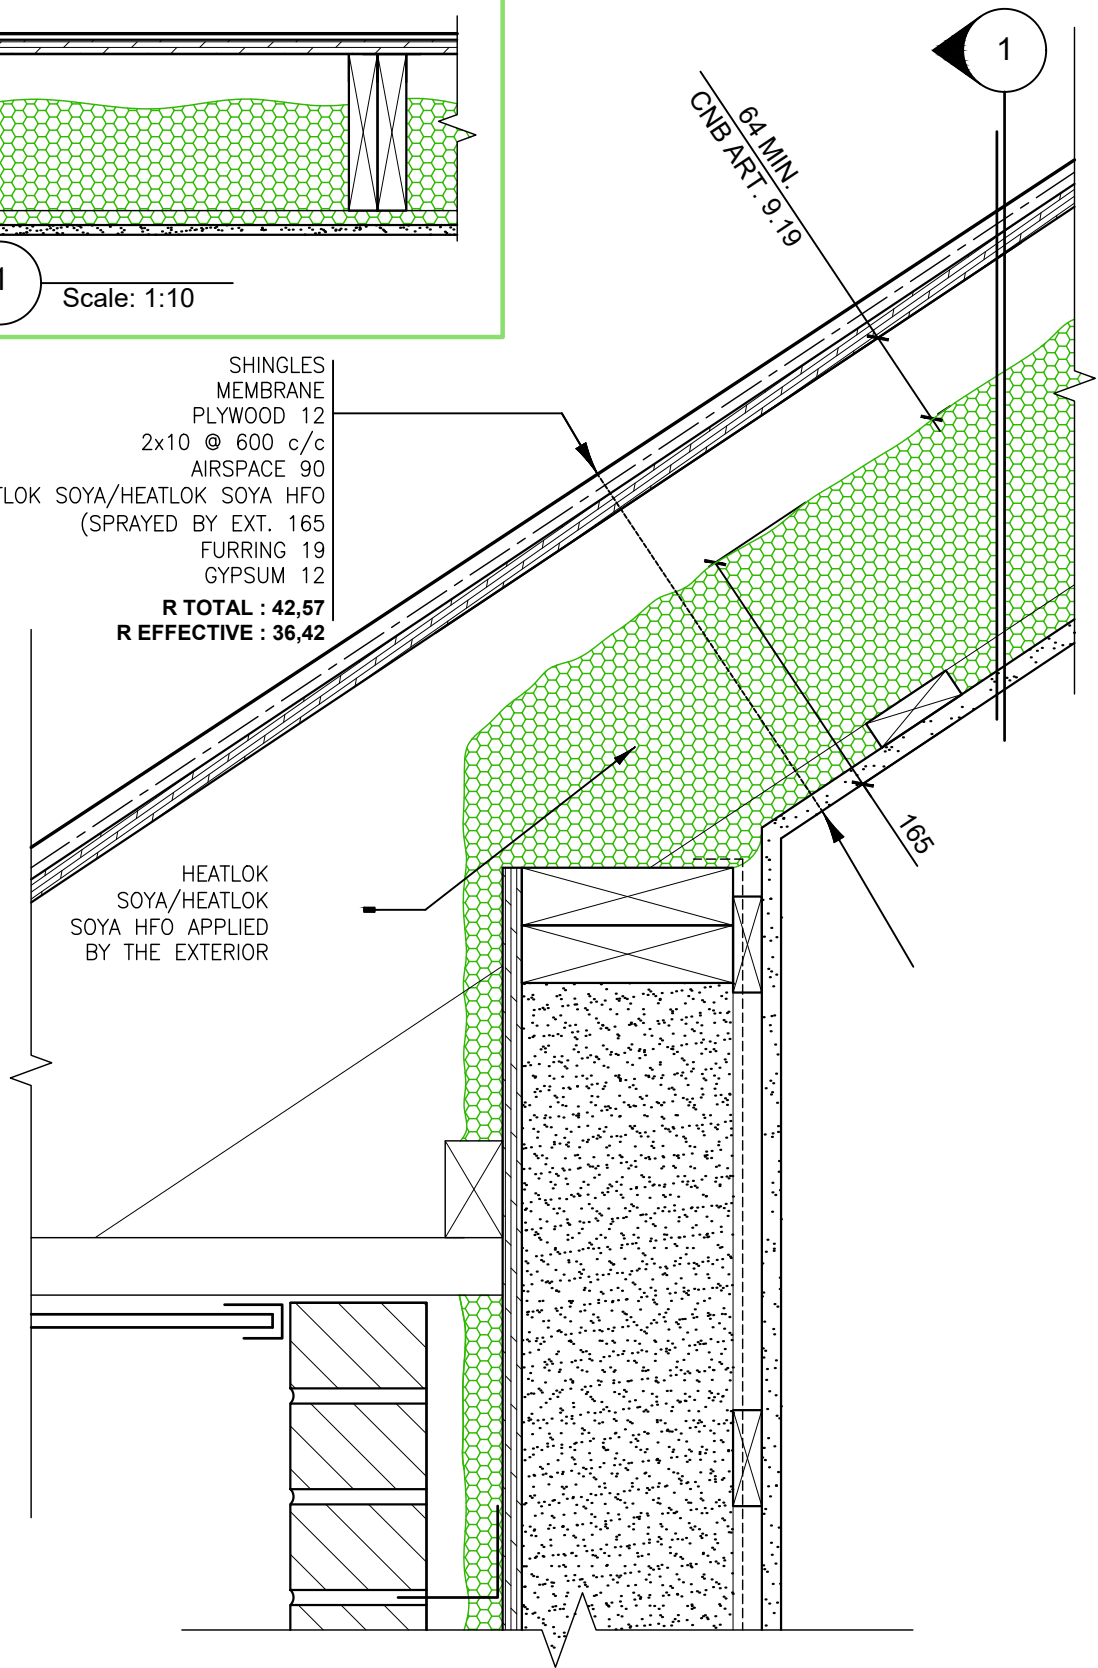 1
Scale: 1:10
1
64 MIN.
CNB ART. 9.19
SHINGLES
MEMBRANE
PLYWOOD 12
2x10 @ 600 c/c
AIRSPACE 90
TLOK SOYA/HEATLOK SOYA HFO
(SPRAYED BY EXT. 165
FURRING 19
GYPSUM 12
R TOTAL : 42,57
R EFFECTIVE : 36,42
165
HEATLOK
SOYA/HEATLOK
SOYA HFO APPLIED
BY THE EXTERIOR